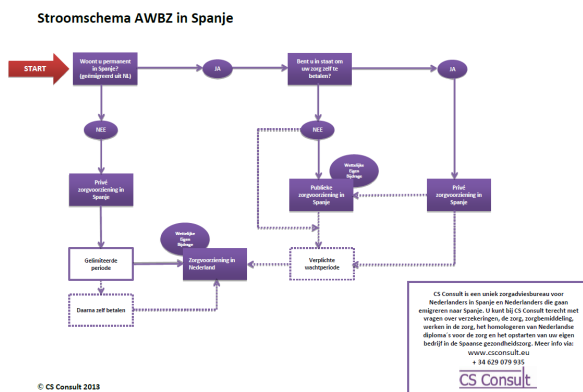 Stroomschema AWBZ in Spanje
START
Woont u permanent
in Spanje?
(geëmigreerd uit NL)
JA
Bent u in staat om
uw zorg zelf te
betalen?
JA
NEE
NEE
Privé
zorgvoorziening in
Spanje
Wettelijke
Eigen
Bijdrage
Publieke
zorgvoorziening in
Spanje
Privé
zorgvoorziening in
Spanje
Wettelijke
Eigen
Bijdrage
Gelimiteerde
periode
Zorgvoorziening in
Nederland
Verplichte
wachtperiode
Daarna zelf betalen
CS Consult is een uniek zorgadviesbureau voor
Nederlanders in Spanje en Nederlanders die gaan
emigreren naar Spanje. U kunt bij CS Consult terecht met
vragen over verzekeringen, de zorg, zorgbemiddeling,
werken in de zorg, het homologeren van Nederlandse
diploma's voor de zorg en het opstarten van uw eigen
bedrijf in de Spaanse gezondheidszorg. Meer info via:
www.csconsult.eu
+ 34 629 079 935
CS Consult
© CS Consult 2013